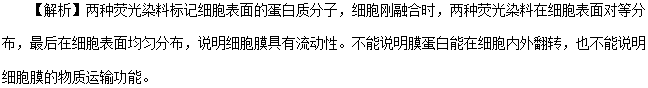 【解析】两种荧光染料标记细胞表面的蛋白质分子，细胞刚融合时，两种荧光染料在细胞表面对等分
布，最后在细胞表面均匀分布，说明细胞膜具有流动性。不能说明膜蛋白能在细胞内外翻转，也不能说明
细胞膜的物质运输功能。